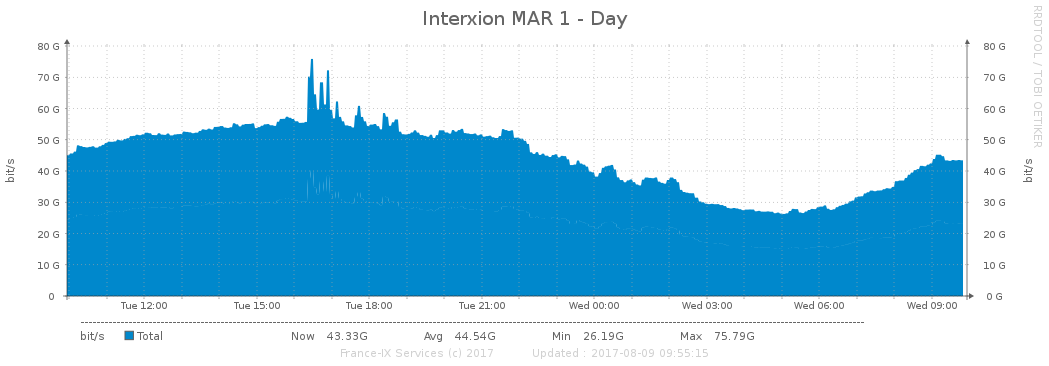 Interxion MAR 1 - Day
RRDTOOL / TOBI OETIKER
bit/s
80 G 80 G
70 G 70 G
60 G 60 G
50 G 50 G
40 G 40 G
30 G 30 G
20 G 20 G
10 G 10 G
0 0 G
bit/s
Tue 12:00 Tue 15:00 Tue 18:00 Tue 21:00 Wed 00:00 Wed 03:00 Wed 06:00 Wed 09:00
bit/s Total Now 43.33G Avg 44.54G Min 26.19G Max 75.79G
France-IX Services (c) 2017 Updated : 2017-08-09 09:55:15